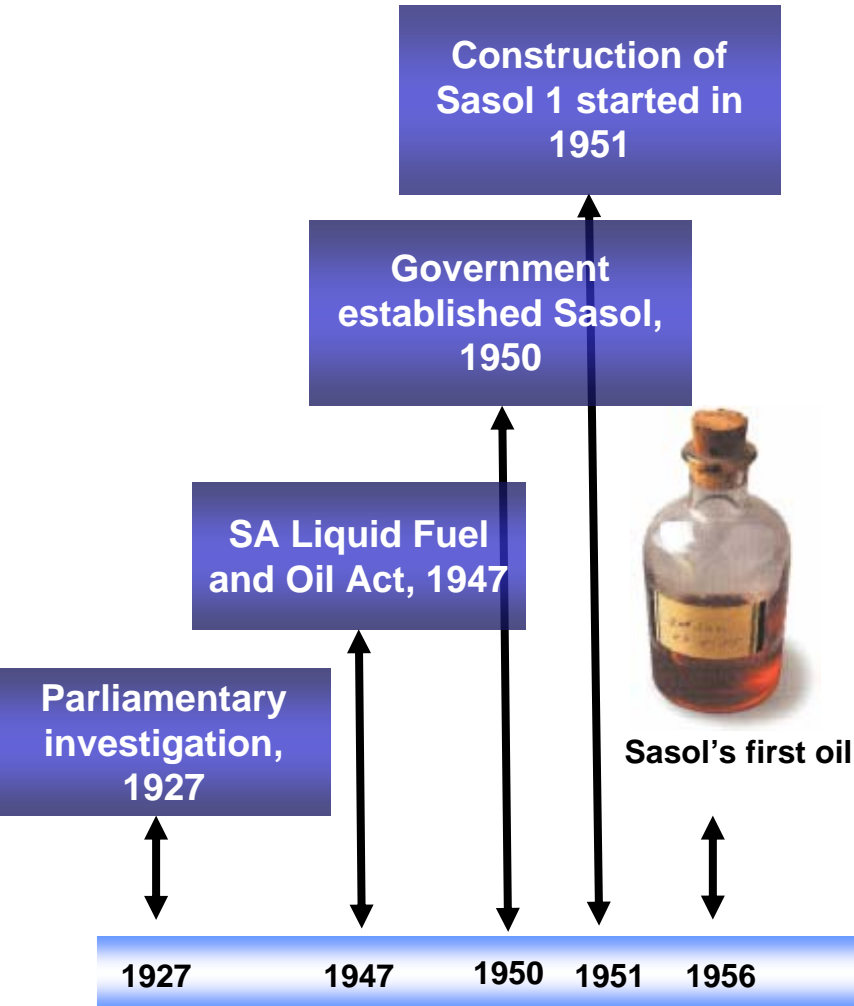 Construction of
Sasol 1 started in
1951
Government
established Sasol,
1950
SA Liquid Fuel
and Oil Act, 1947
Parliamentary
investigation,
1927
Sasol's first oil
1927 1947 1950 1951 1956